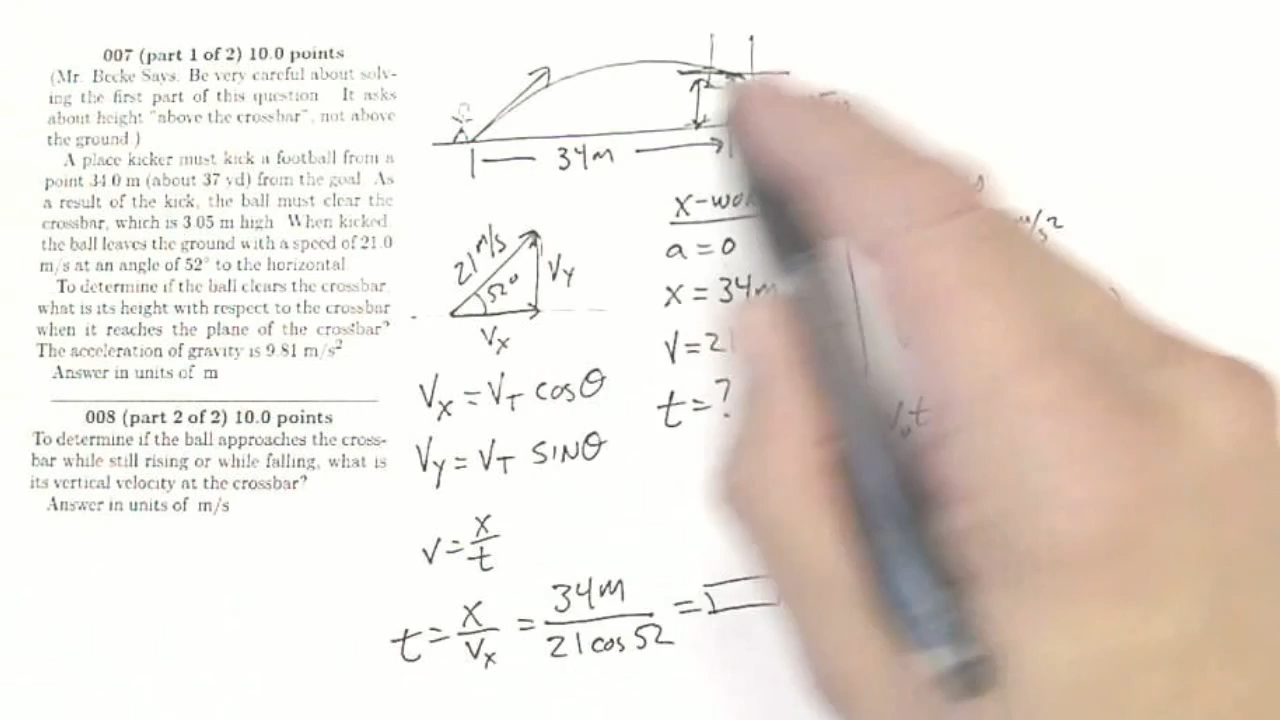 007 (part 1 of 2) 10.0 points
(Mr. Becke Says: Be very careful about solv-
ing the first part of this question It asks
about height "above the crossbar", not above
the ground )
A place kicker must kick a football from a
point 34.0 m (about 37 yd) from the goal As
a result of the kick, the ball must clear the
crossbar, which is 3.05 m high When kicked
the ball leaves the ground with a speed of 21.0
m/s at an angle of 52° to the horizontal
To determine if the ball clears the crossbar
what is its height with respect to the crossbar
when it reaches the plane of the crossbar?
The acceleration of gravity is 9.81 m/s²
Answer in units of m
008 (part 2 of 2) 10.0 points
To determine if the ball approaches the cross-
bar while still rising or while falling, what is
its vertical velocity at the crossbar?
Answer in units of m/s
34m
21 m/s
52°
Vy
Vx
Vx = VT cosθ
Vy = VT SINθ
v = x/t
t = x/Vx = 34m/21cos52 =
a = 0
x = 34m
v = 21
t = ?
m/s²